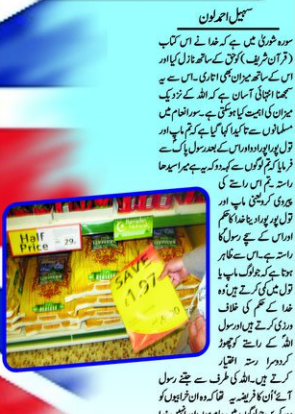 سہیل احمد لون
سورہ شوریٰ میں ہے کہ خدا نے اس کتاب
(قرآن شریف) کو حق کے ساتھ نازل کیا اور
اس کے ساتھ میزان بھی اتاری۔ اس سے یہ
سمجھنا انتہائی آسان ہے کہ اللہ کے نزدیک
میزان کی اہمیت کیا ہو سکتی ہے۔ سورہ انعام میں
مسلمانوں سے تاکیداً کہا گیا ہے کہ تم ماپ اور
تول پورا پورا دو اور اس کے بعد رسول پاک سے
فرمایا کہ تم لوگوں سے کہہ دو کہ یہ ہے میرا سیدھا
راستہ تم اس راستے کی
پیروی کرو یعنی ماپ اور
تول پورا پورا دینا خدا کا حکم
اور اس کے سچے رسول کا
راستہ ہے۔ اس سے ظاہر
ہوتا ہے کہ جو لوگ ماپ یا
تول میں کمی کرتے ہیں وہ
خدا کے حکم کی خلاف
ورزی کرتے ہیں اور رسول
اللہ کے راستے کو چھوڑ
کر دوسرا رستہ اختیار
کرتے ہیں۔ اللہ کی طرف سے جتنے رسول
آئے اُن کا فریضہ یہ تھا کہ وہ ان خرابیوں کو
Half
Price
29.
SAVE
£1.97